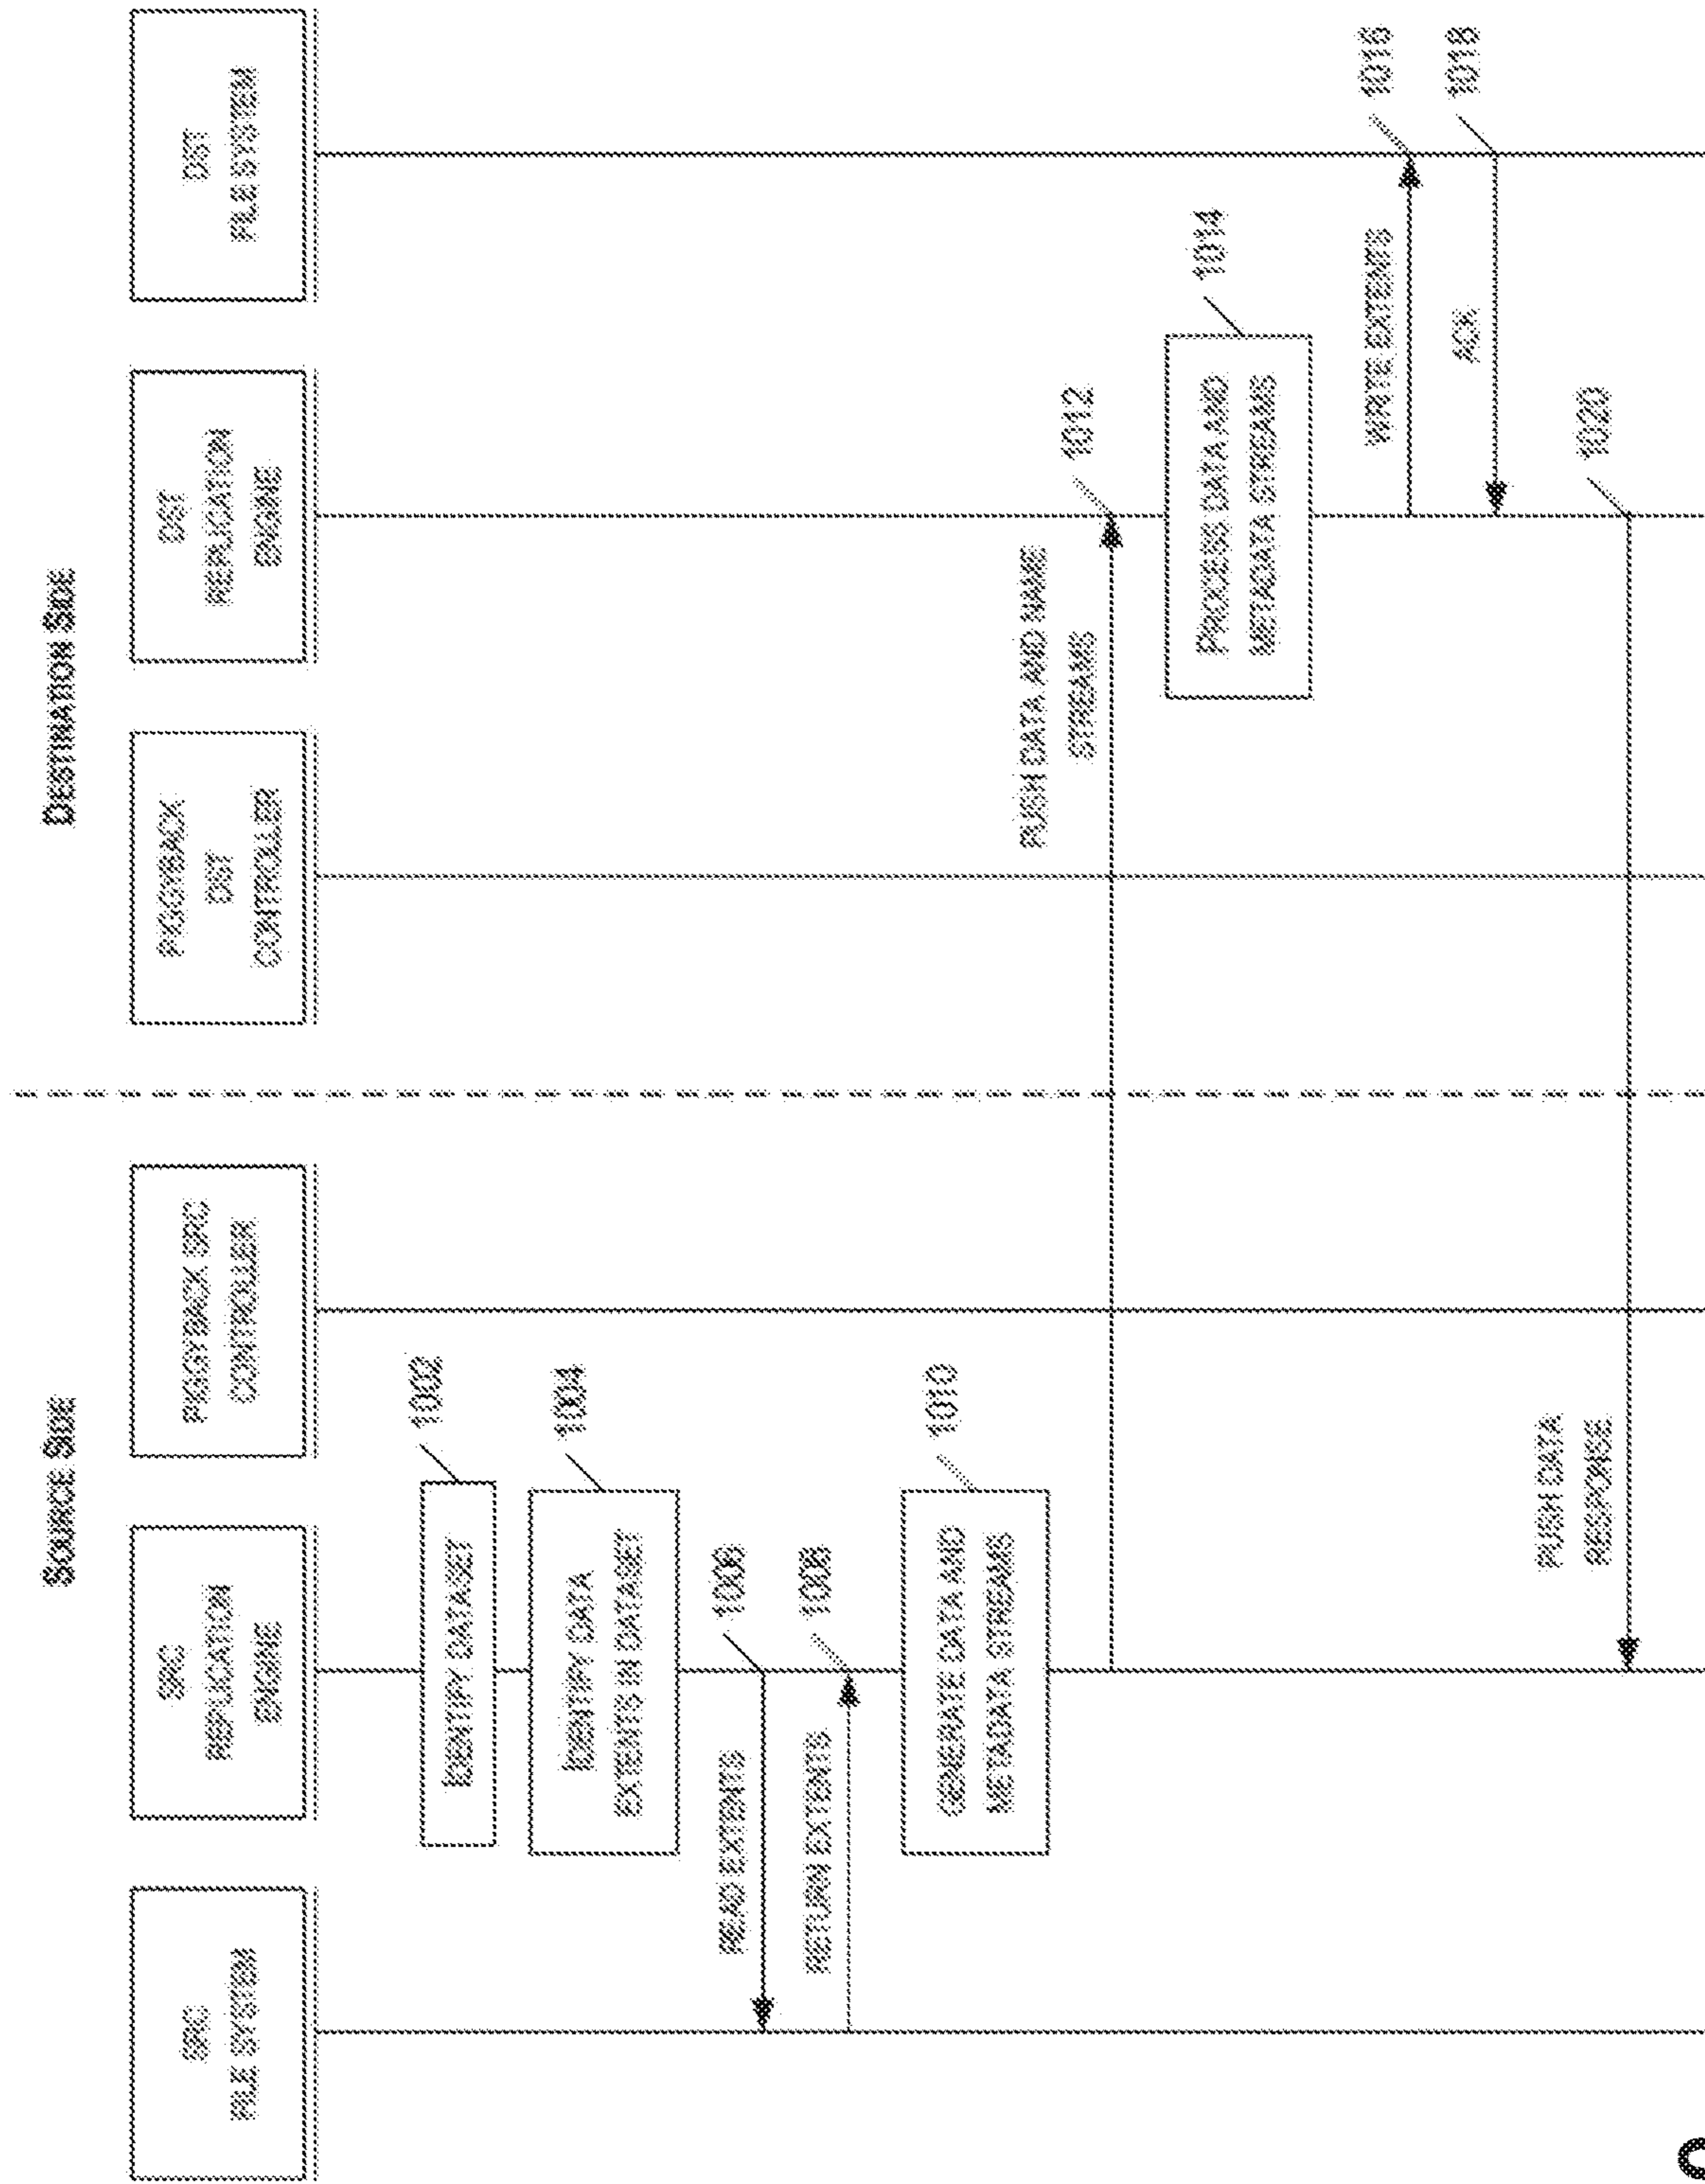 SOURCE SIDE
DESTINATION SIDE
SRC
FILE SYSTEM
SRC
REPLICATION
ENGINE
PIGGYBACK SRC
CONTROLLER
PIGGYBACK
DST
CONTROLLER
DST
REPLICATION
ENGINE
DST
FILE SYSTEM
1002
IDENTIFY DATASET
1004
IDENTIFY DATA
EXTENTS IN DATASET
READ EXTENTS
1006
RETURN EXTENTS
1008
GENERATE DATA AND
METADATA STREAMS
1010
PUSH DATA AND NAME
STREAMS
1012
PROCESS DATA AND
METADATA STREAMS
1014
WRITE EXTENTS
1016
ACK
1018
PUSH DATA
RESPONSE
1020